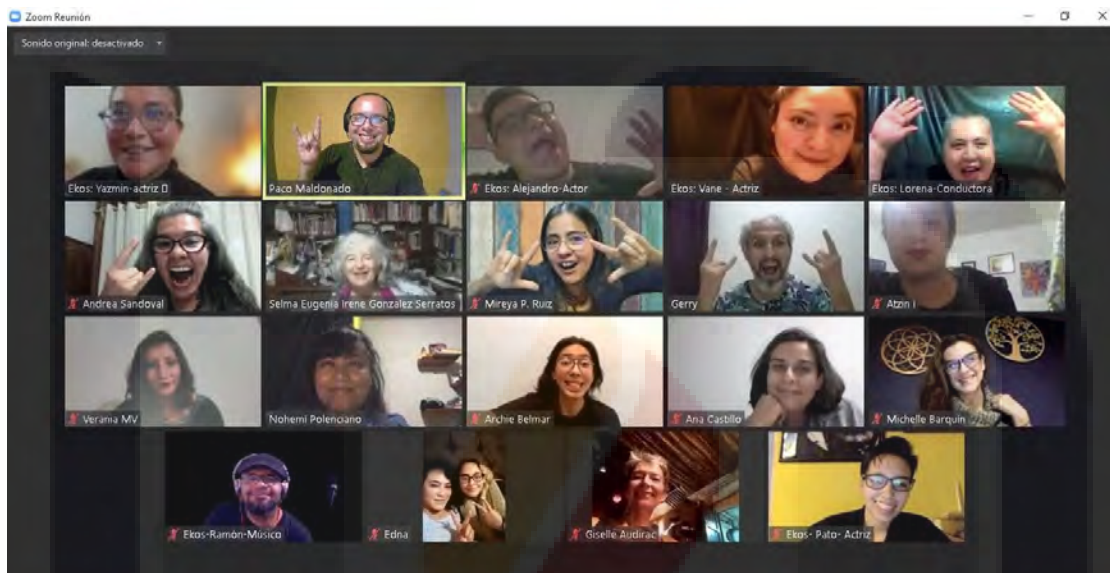 Zoom Reunión
Sonido original: desactivado
Ekos: Yazmin-actriz
Paco Maldonado
Ekos: Alejandro-Actor
Ekos: Vane - Actriz
Ekos: Lorena-Conductora
Andrea Sandoval
Selma Eugenia Irene Gonzalez Serratos
Mireya P. Ruiz
Gerry
Atzin i
Verania MV
Nohemi Polenciano
Archie Belmar
Ana Castillo
Michelle Barquin
Ekos-Ramón-Músico
Edna
Giselle Audirac
Ekos- Pato- Actriz